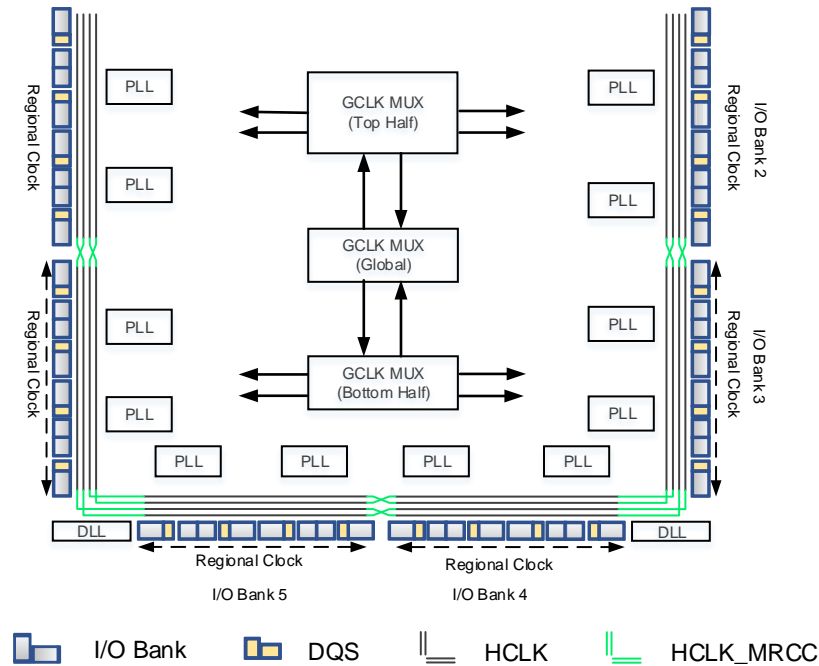 PLL
PLL
Regional Clock
GCLK MUX
(Top Half)
PLL
PLL
Regional Clock
I/O Bank 2
GCLK MUX
(Global)
PLL
PLL
Regional Clock
GCLK MUX
(Bottom Half)
PLL
PLL
Regional Clock
I/O Bank 3
PLL
PLL
PLL
PLL
DLL
DLL
Regional Clock
Regional Clock
I/O Bank 5
I/O Bank 4
I/O Bank
DQS
HCLK
HCLK_MRCC